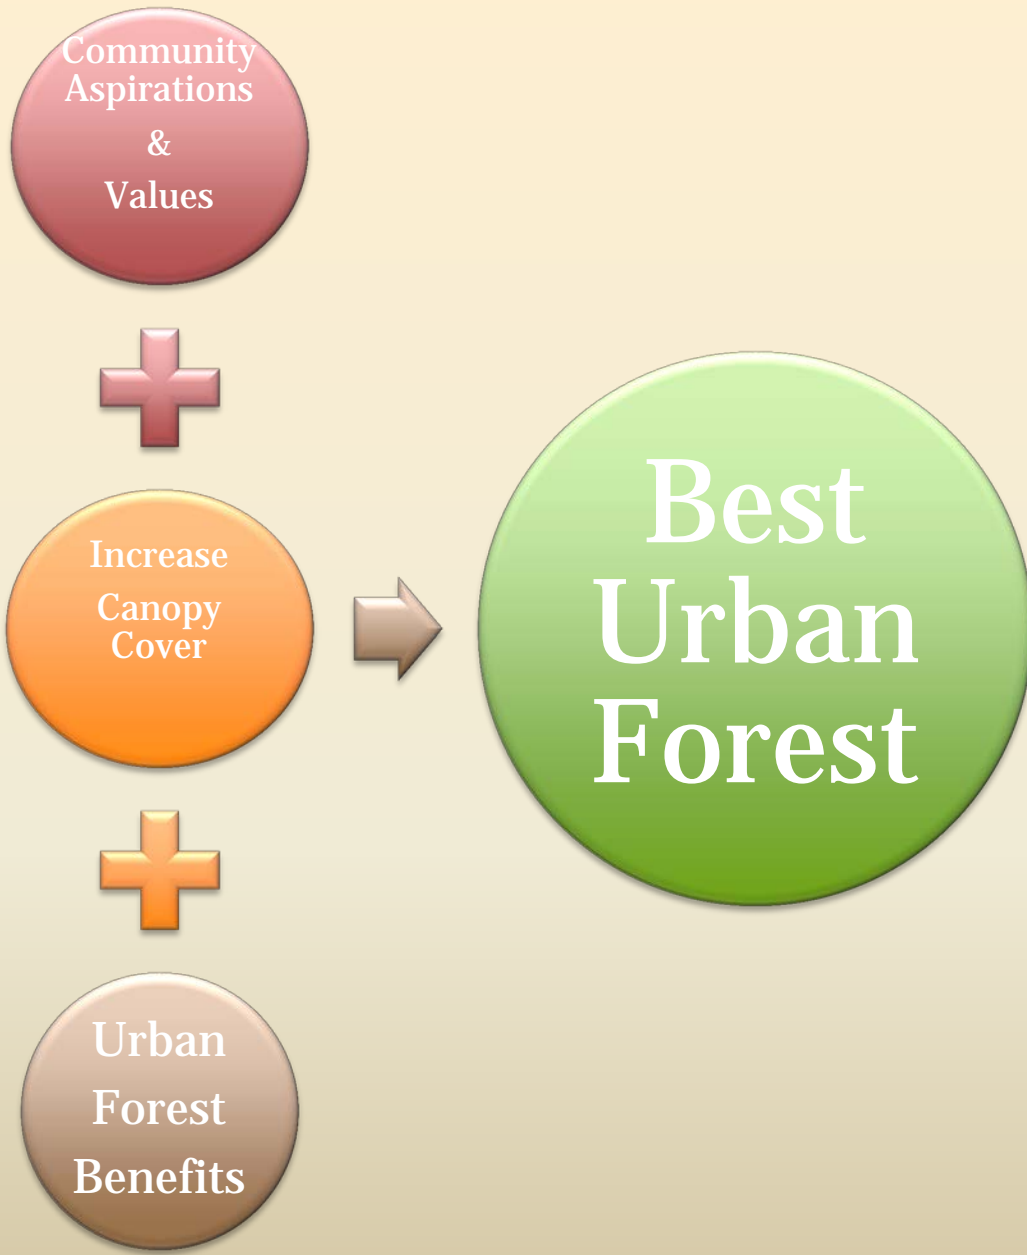 Community
Aspirations
&
Values
Increase
Canopy
Cover
Urban
Forest
Benefits
Best
Urban
Forest